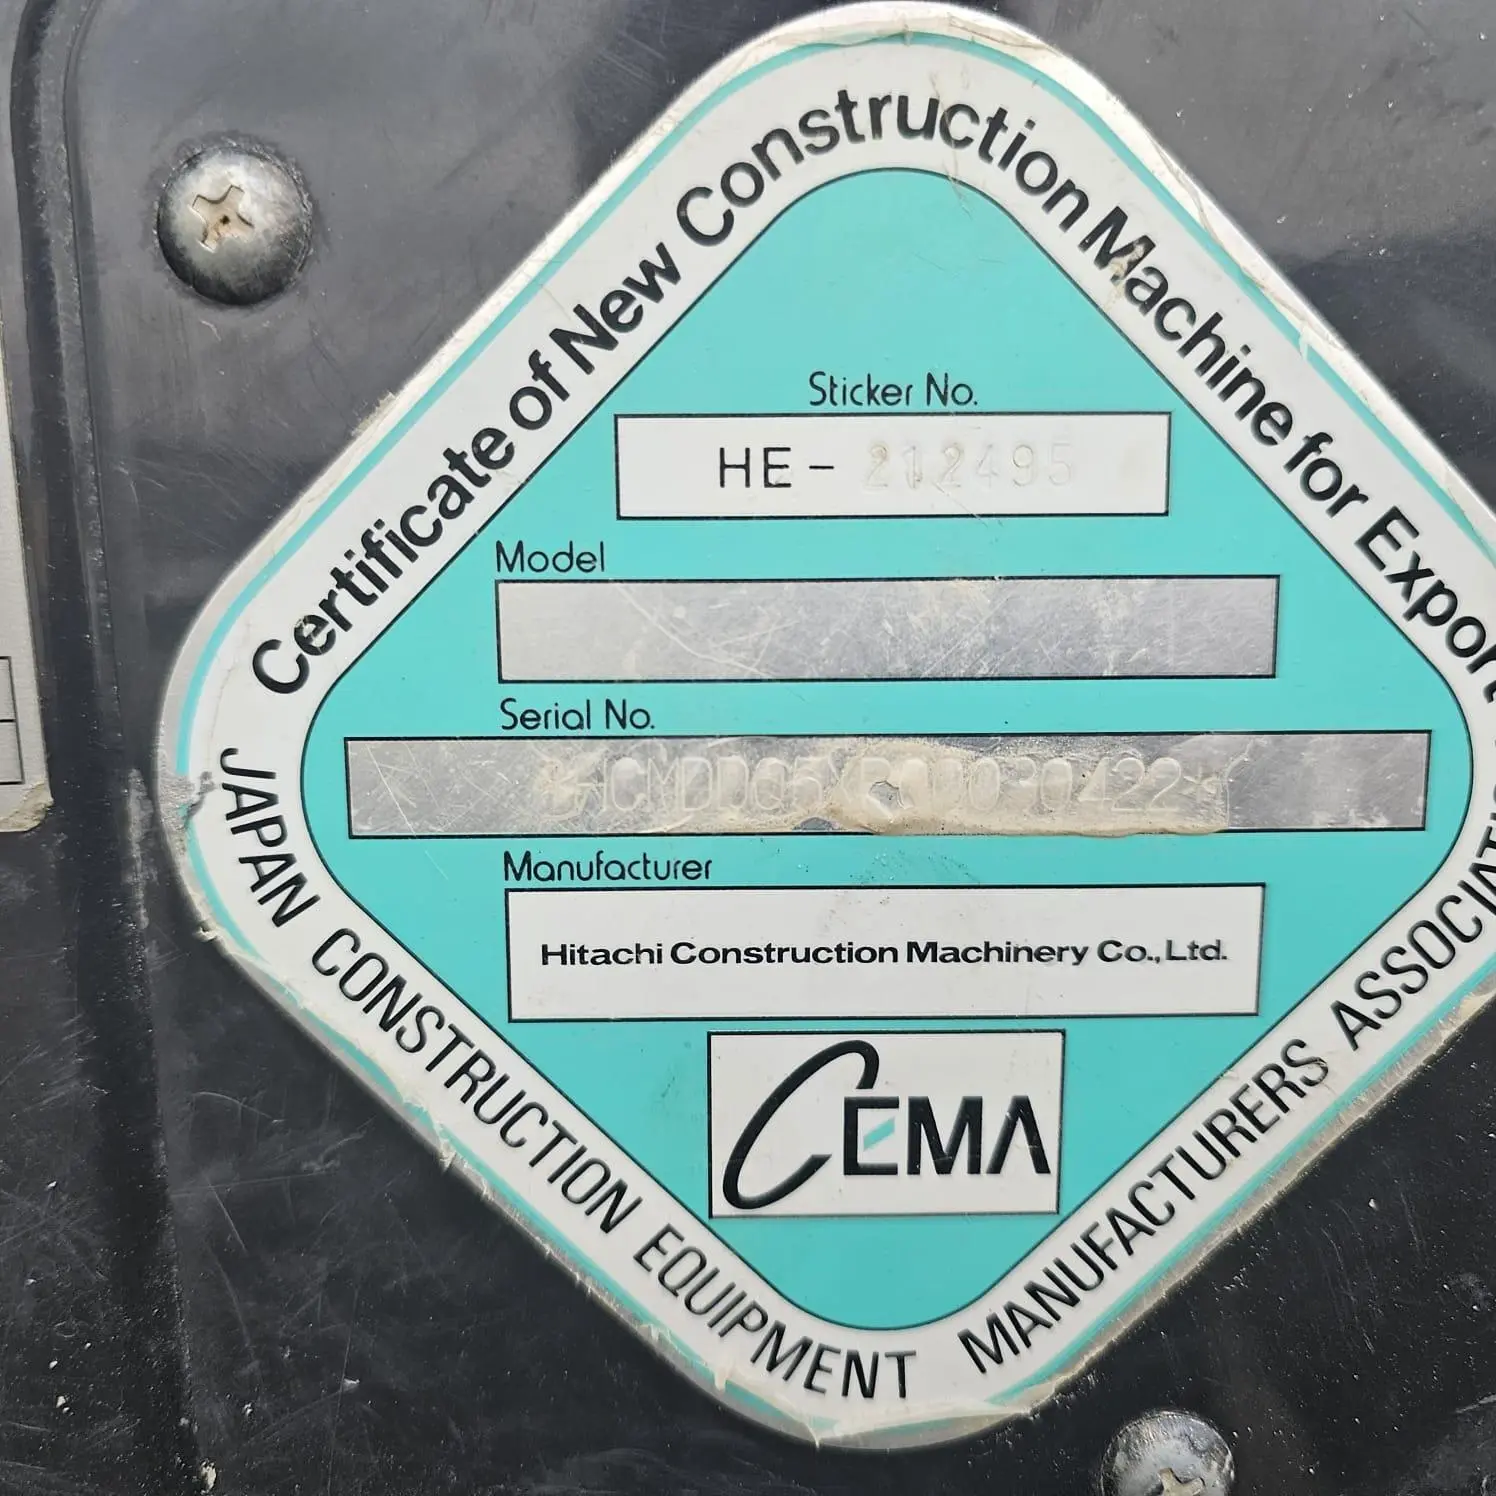 Certificate of New Construction Machine for Export
Sticker No.
HE-212495
Model
Serial No.
Manufacturer
Hitachi Construction Machinery Co., Ltd.
CEMA
JAPAN CONSTRUCTION EQUIPMENT MANUFACTURERS